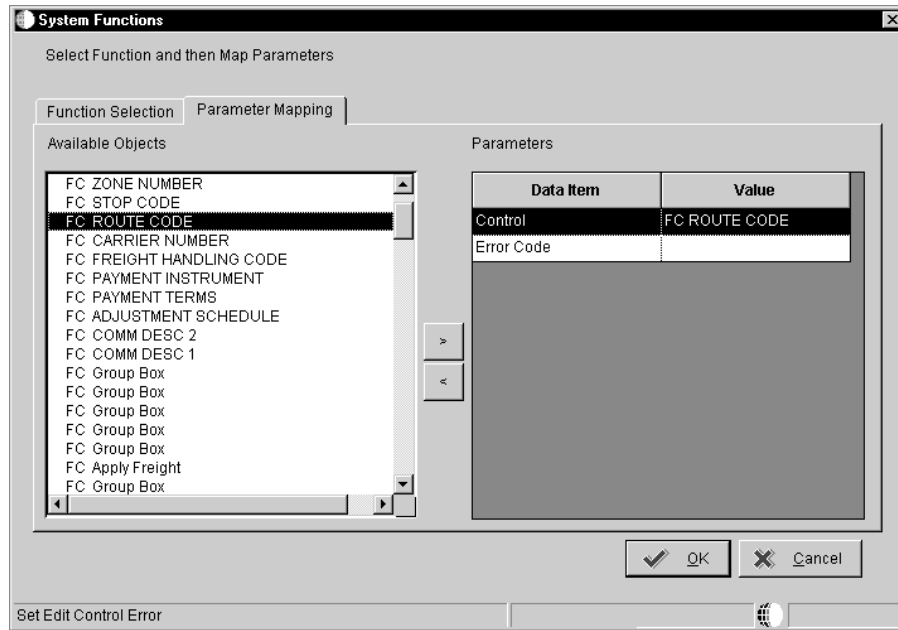 System Functions
Select Function and then Map Parameters
Function Selection
Parameter Mapping
Available Objects
FC ZONE NUMBER
FC STOP CODE
FC ROUTE CODE
FC CARRIER NUMBER
FC FREIGHT HANDLING CODE
FC PAYMENT INSTRUMENT
FC PAYMENT TERMS
FC ADJUSTMENT SCHEDULE
FC COMM DESC 2
FC COMM DESC 1
FC Group Box
FC Group Box
FC Group Box
FC Group Box
FC Group Box
FC Apply Freight
FC Group Box
>
<
Parameters
Data Item Value
Control FC ROUTE CODE
Error Code
OK
Cancel
Set Edit Control Error